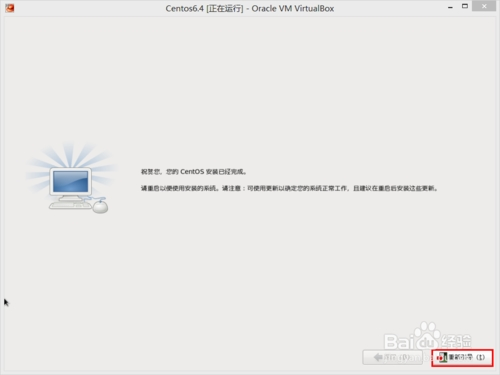 Centos6.4 [正在运行] - Oracle VM VirtualBox
祝贺您,您的 CentOS 安装已经完成。
请重启以便使用安装的系统。请注意:可使用更新以确定您的系统正常工作,且建议在重启后安装这些更新。
Baidu 经验
重新引导 (t)